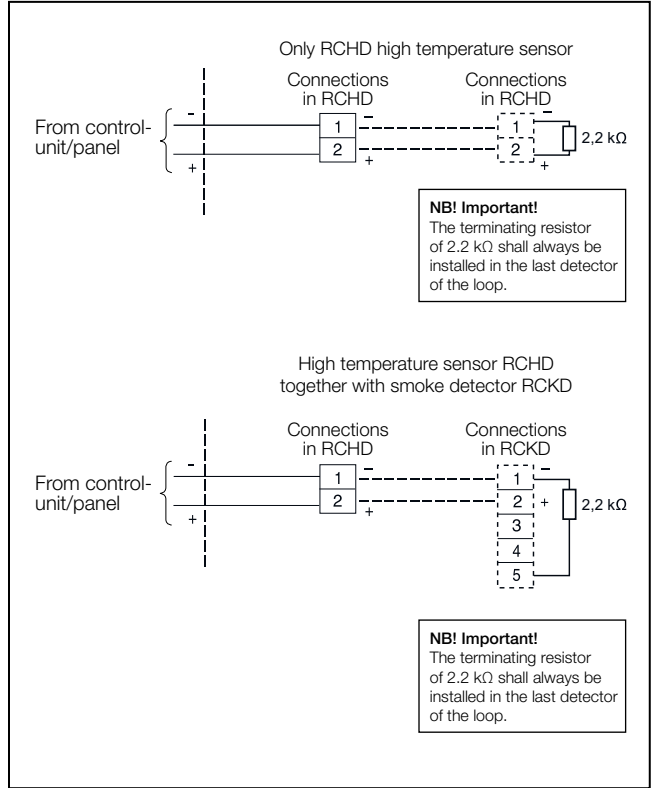 Only RCHD high temperature sensor
Connections
in RCHD
Connections
in RCHD
From control-
unit/panel
-
+
1
2
-
+
1
2
-
+
2,2 kΩ
NB! Important!
The terminating resistor
of 2.2 kΩ shall always be
installed in the last detector
of the loop.
High temperature sensor RCHD
together with smoke detector RCKD
Connections
in RCHD
Connections
in RCKD
From control-
unit/panel
-
+
1
2
-
+
1
2
3
4
5
-
+
2,2 kΩ
NB! Important!
The terminating resistor
of 2.2 kΩ shall always be
installed in the last detector
of the loop.